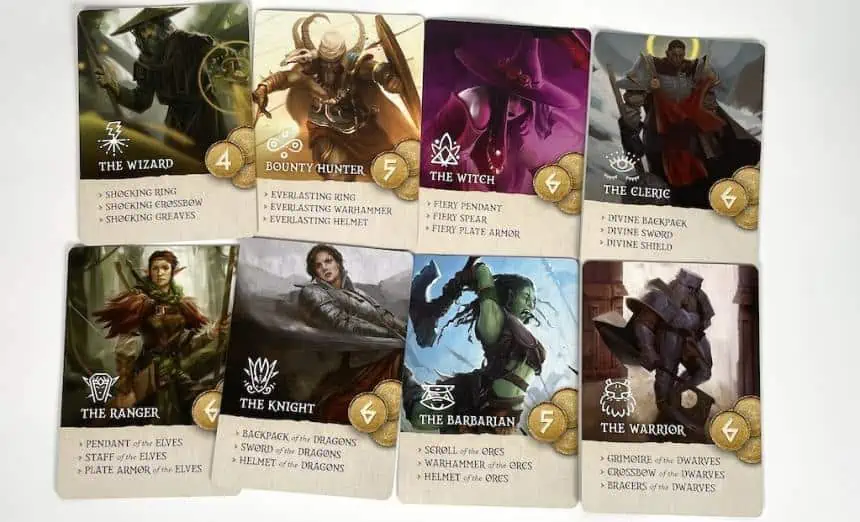 THE WIZARD
4
> SHOCKING RING
> SHOCKING CROSSBOW
> SHOCKING GREAVES
BOUNTY HUNTER
5
> EVERLASTING RING
> EVERLASTING WARHAMMER
> EVERLASTING HELMET
THE WITCH
6
> FIERY PENDANT
> FIERY SPEAR
> FIERY PLATE ARMOR
THE CLERIC
6
> DIVINE BACKPACK
> DIVINE SWORD
> DIVINE SHIELD
THE RANGER
6
> PENDANT of the ELVES
> STAFF of the ELVES
> PLATE ARMOR of the ELVES
THE KNIGHT
6
> BACKPACK of the DRAGONS
> SWORD of the DRAGONS
> HELMET of the DRAGONS
THE BARBARIAN
5
> SCROLL of the ORCS
> WARHAMMER of the ORCS
> HELMET of the ORCS
THE WARRIOR
6
> GRIMOIRE of the DWARVES
> CROSSBOW of the DWARVES
> BRACERS of the DWARVES